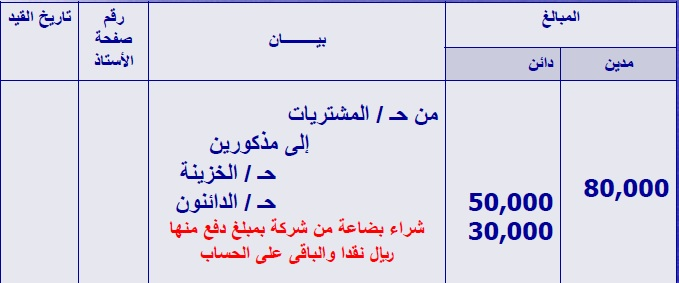 المبالغ
بيـــــــان
رقم
صفحة
الأستاذ
تاريخ القيد
مدين
دائن
من حـ / المشتريات
إلى مذكورين
حـ / الخزينة
حـ / الدائنون
شراء بضاعة من شركة بمبلغ دفع منها
ريال نقدا والباقى على الحساب
80,000
50,000
30,000